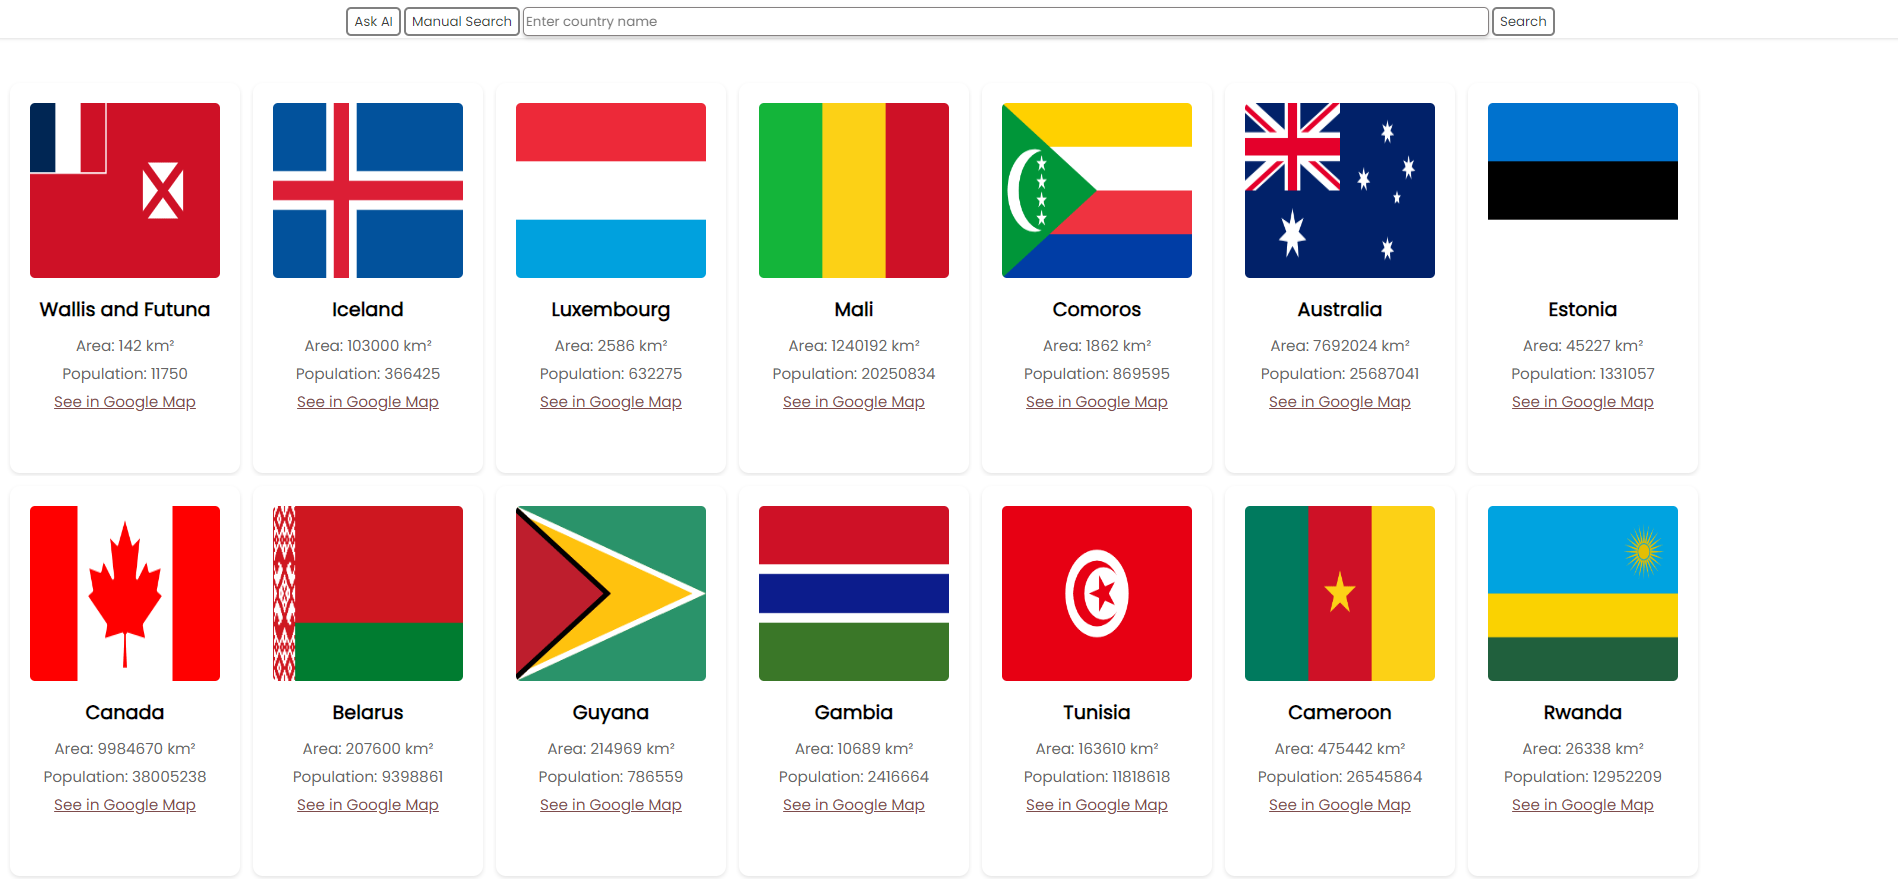 Ask AI Manual Search Enter country name Search
Wallis and Futuna
Area: 142 km²
Population: 11750
See in Google Map
Iceland
Area: 103000 km²
Population: 366425
See in Google Map
Luxembourg
Area: 2586 km²
Population: 632275
See in Google Map
Mali
Area: 1240192 km²
Population: 20250834
See in Google Map
Comoros
Area: 1862 km²
Population: 869595
See in Google Map
Australia
Area: 7692024 km²
Population: 25687041
See in Google Map
Estonia
Area: 45227 km²
Population: 1331057
See in Google Map
Canada
Area: 9984670 km²
Population: 38005238
See in Google Map
Belarus
Area: 207600 km²
Population: 9398861
See in Google Map
Guyana
Area: 214969 km²
Population: 786559
See in Google Map
Gambia
Area: 10689 km²
Population: 2416664
See in Google Map
Tunisia
Area: 163610 km²
Population: 11818618
See in Google Map
Cameroon
Area: 475442 km²
Population: 26545864
See in Google Map
Rwanda
Area: 26338 km²
Population: 12952209
See in Google Map